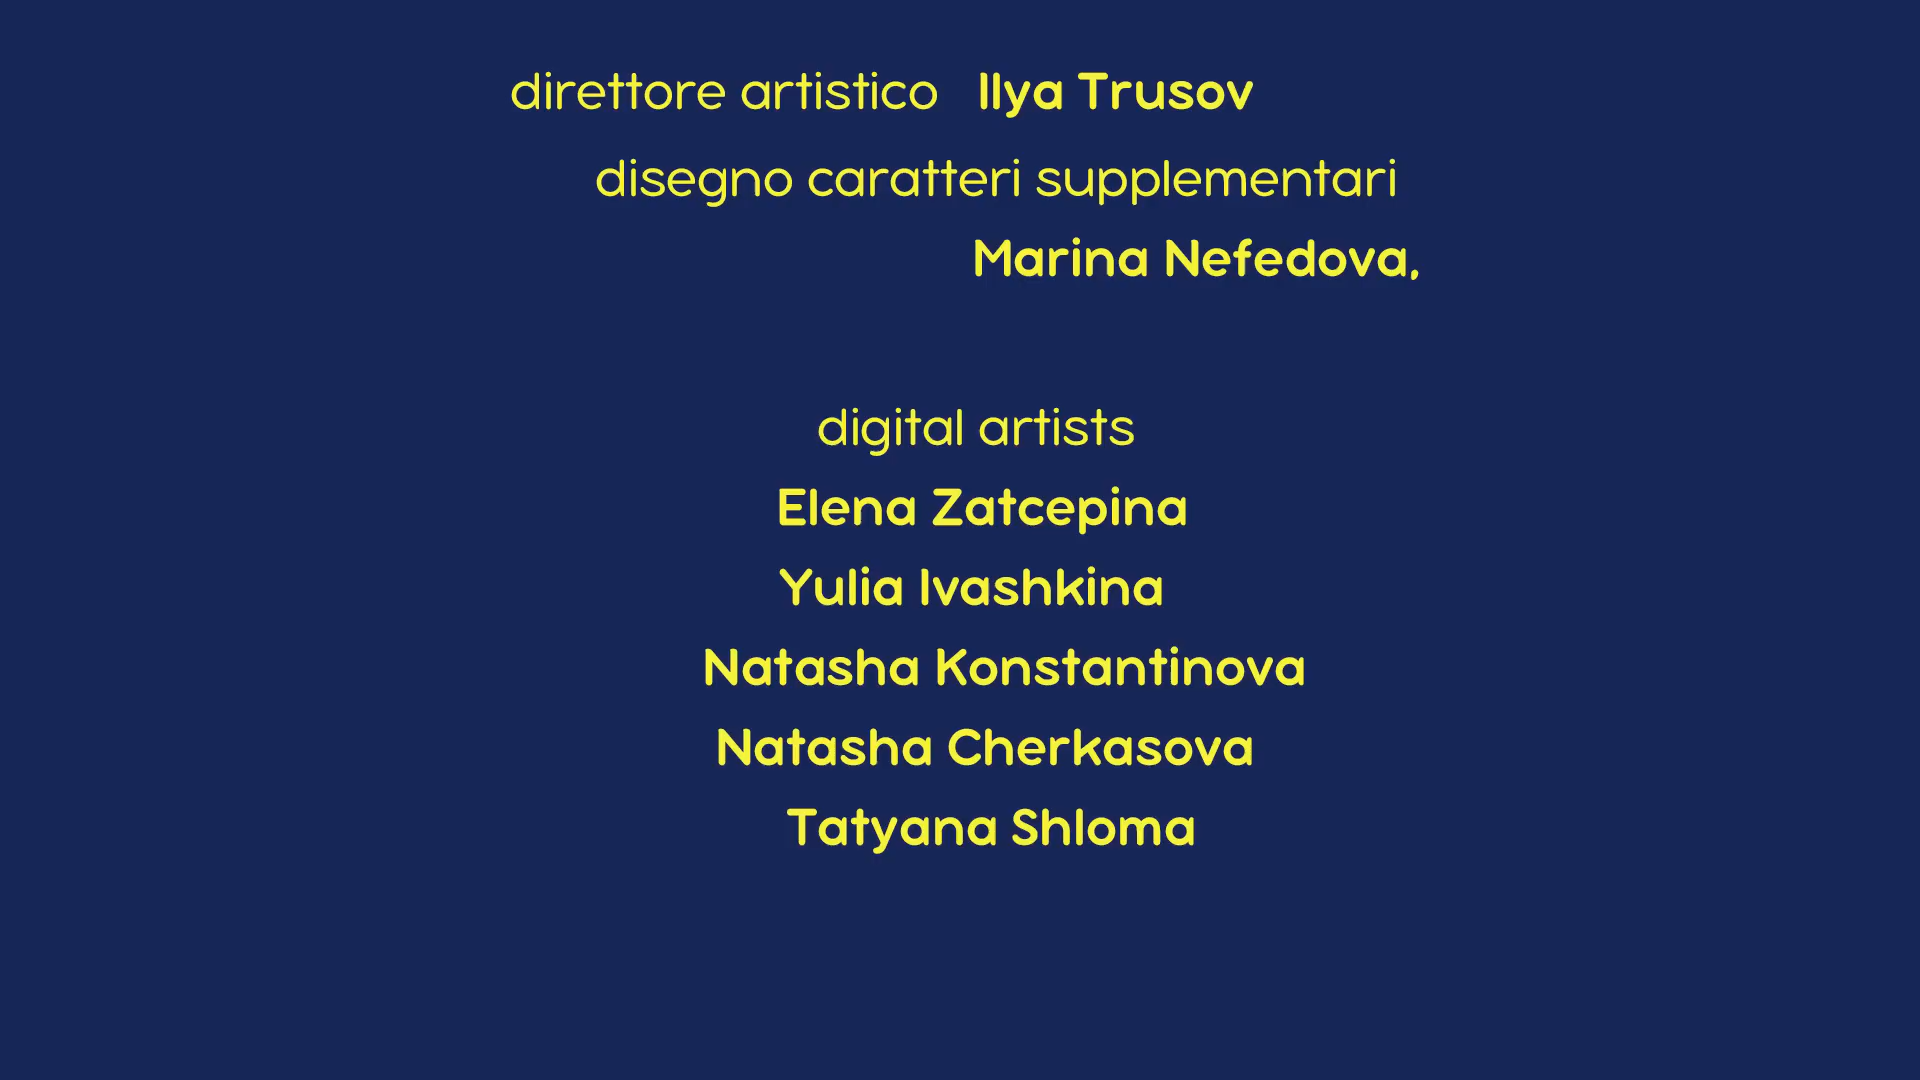 direttore artistico Ilya Trusov
disegno caratteri supplementari
Marina Nefedova,
digital artists
Elena Zatcepina
Yulia Ivashkina
Natasha Konstantinova
Natasha Cherkasova
Tatyana Shloma